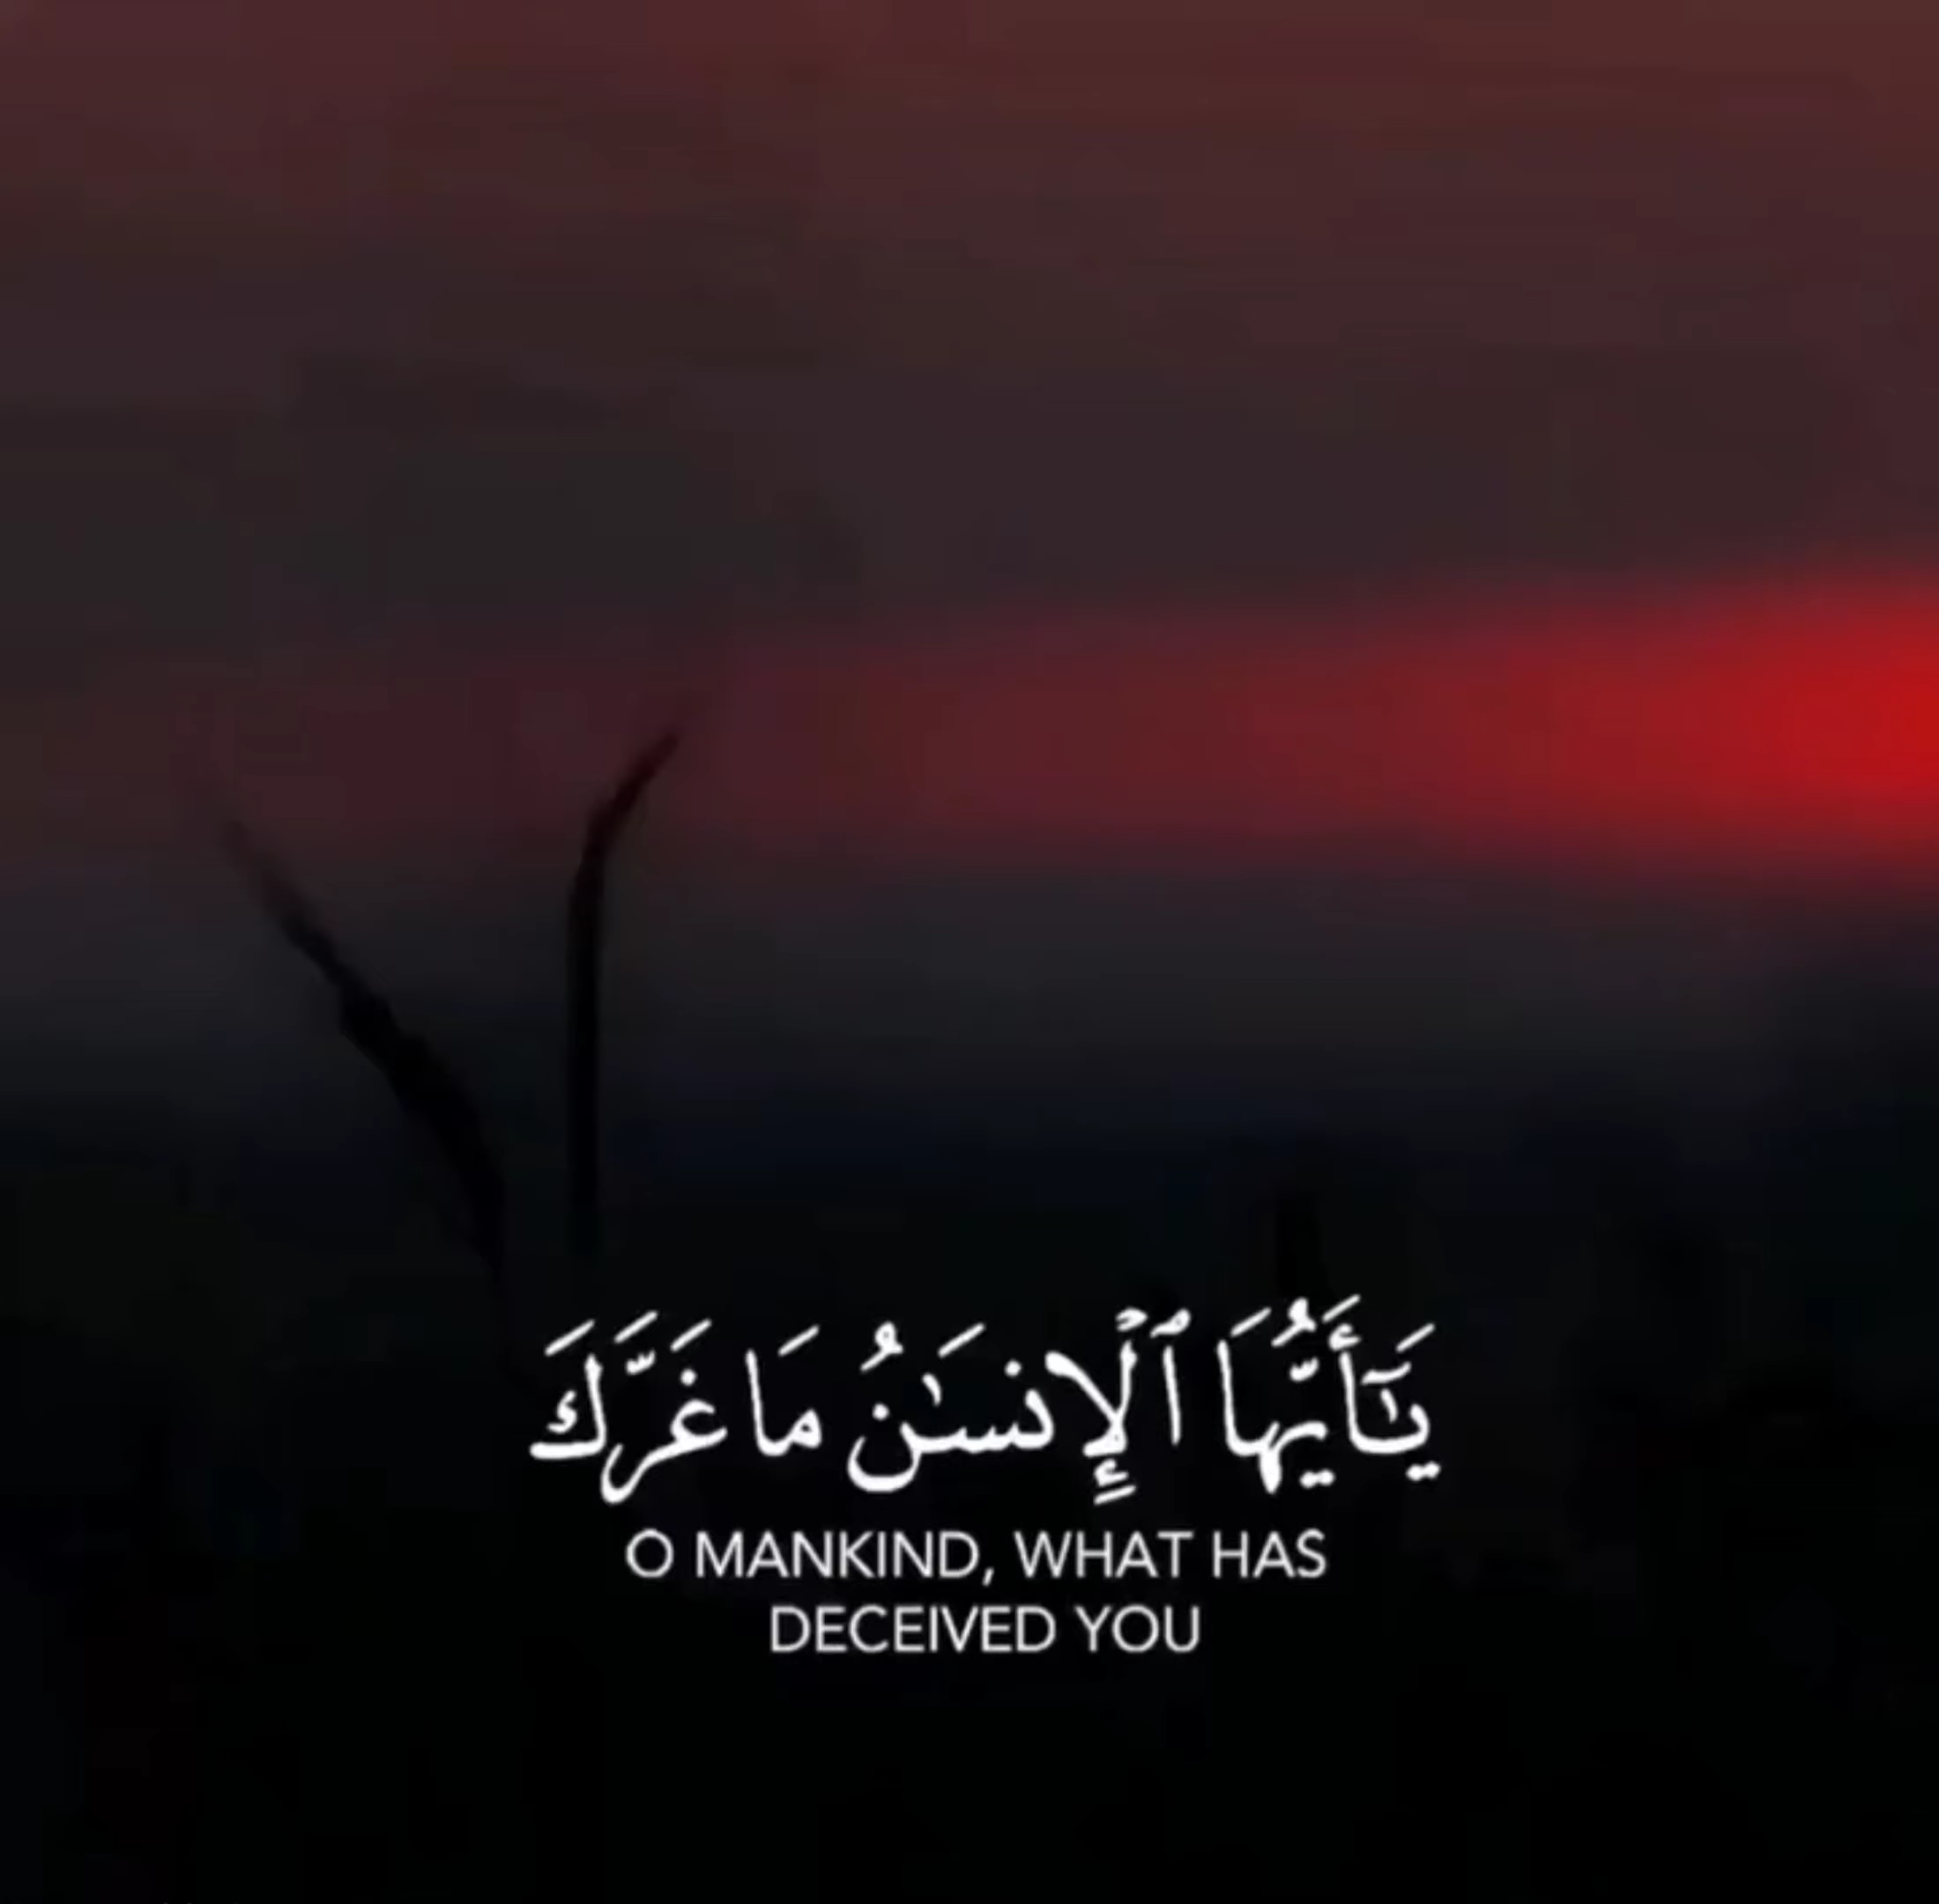 يَـٰٓأَيُّهَا ٱلْإِنسَـٰنُ مَا غَرَّكَ
O MANKIND, WHAT HAS
DECEIVED YOU